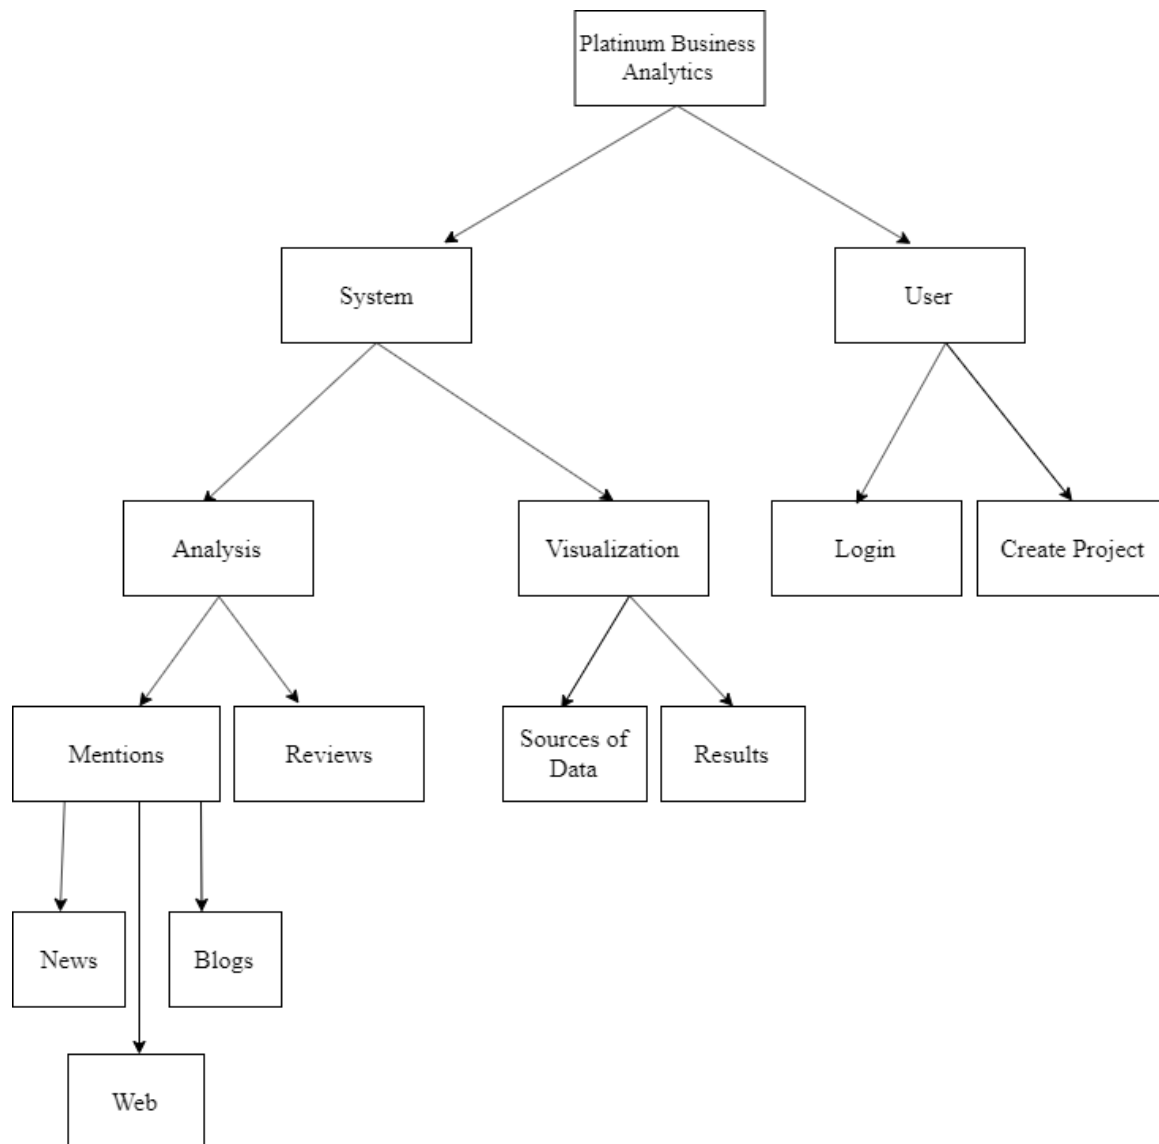 Platinum Business
Analytics
System
User
Analysis
Visualization
Login
Create Project
Mentions
Reviews
Sources of
Data
Results
News
Blogs
Web